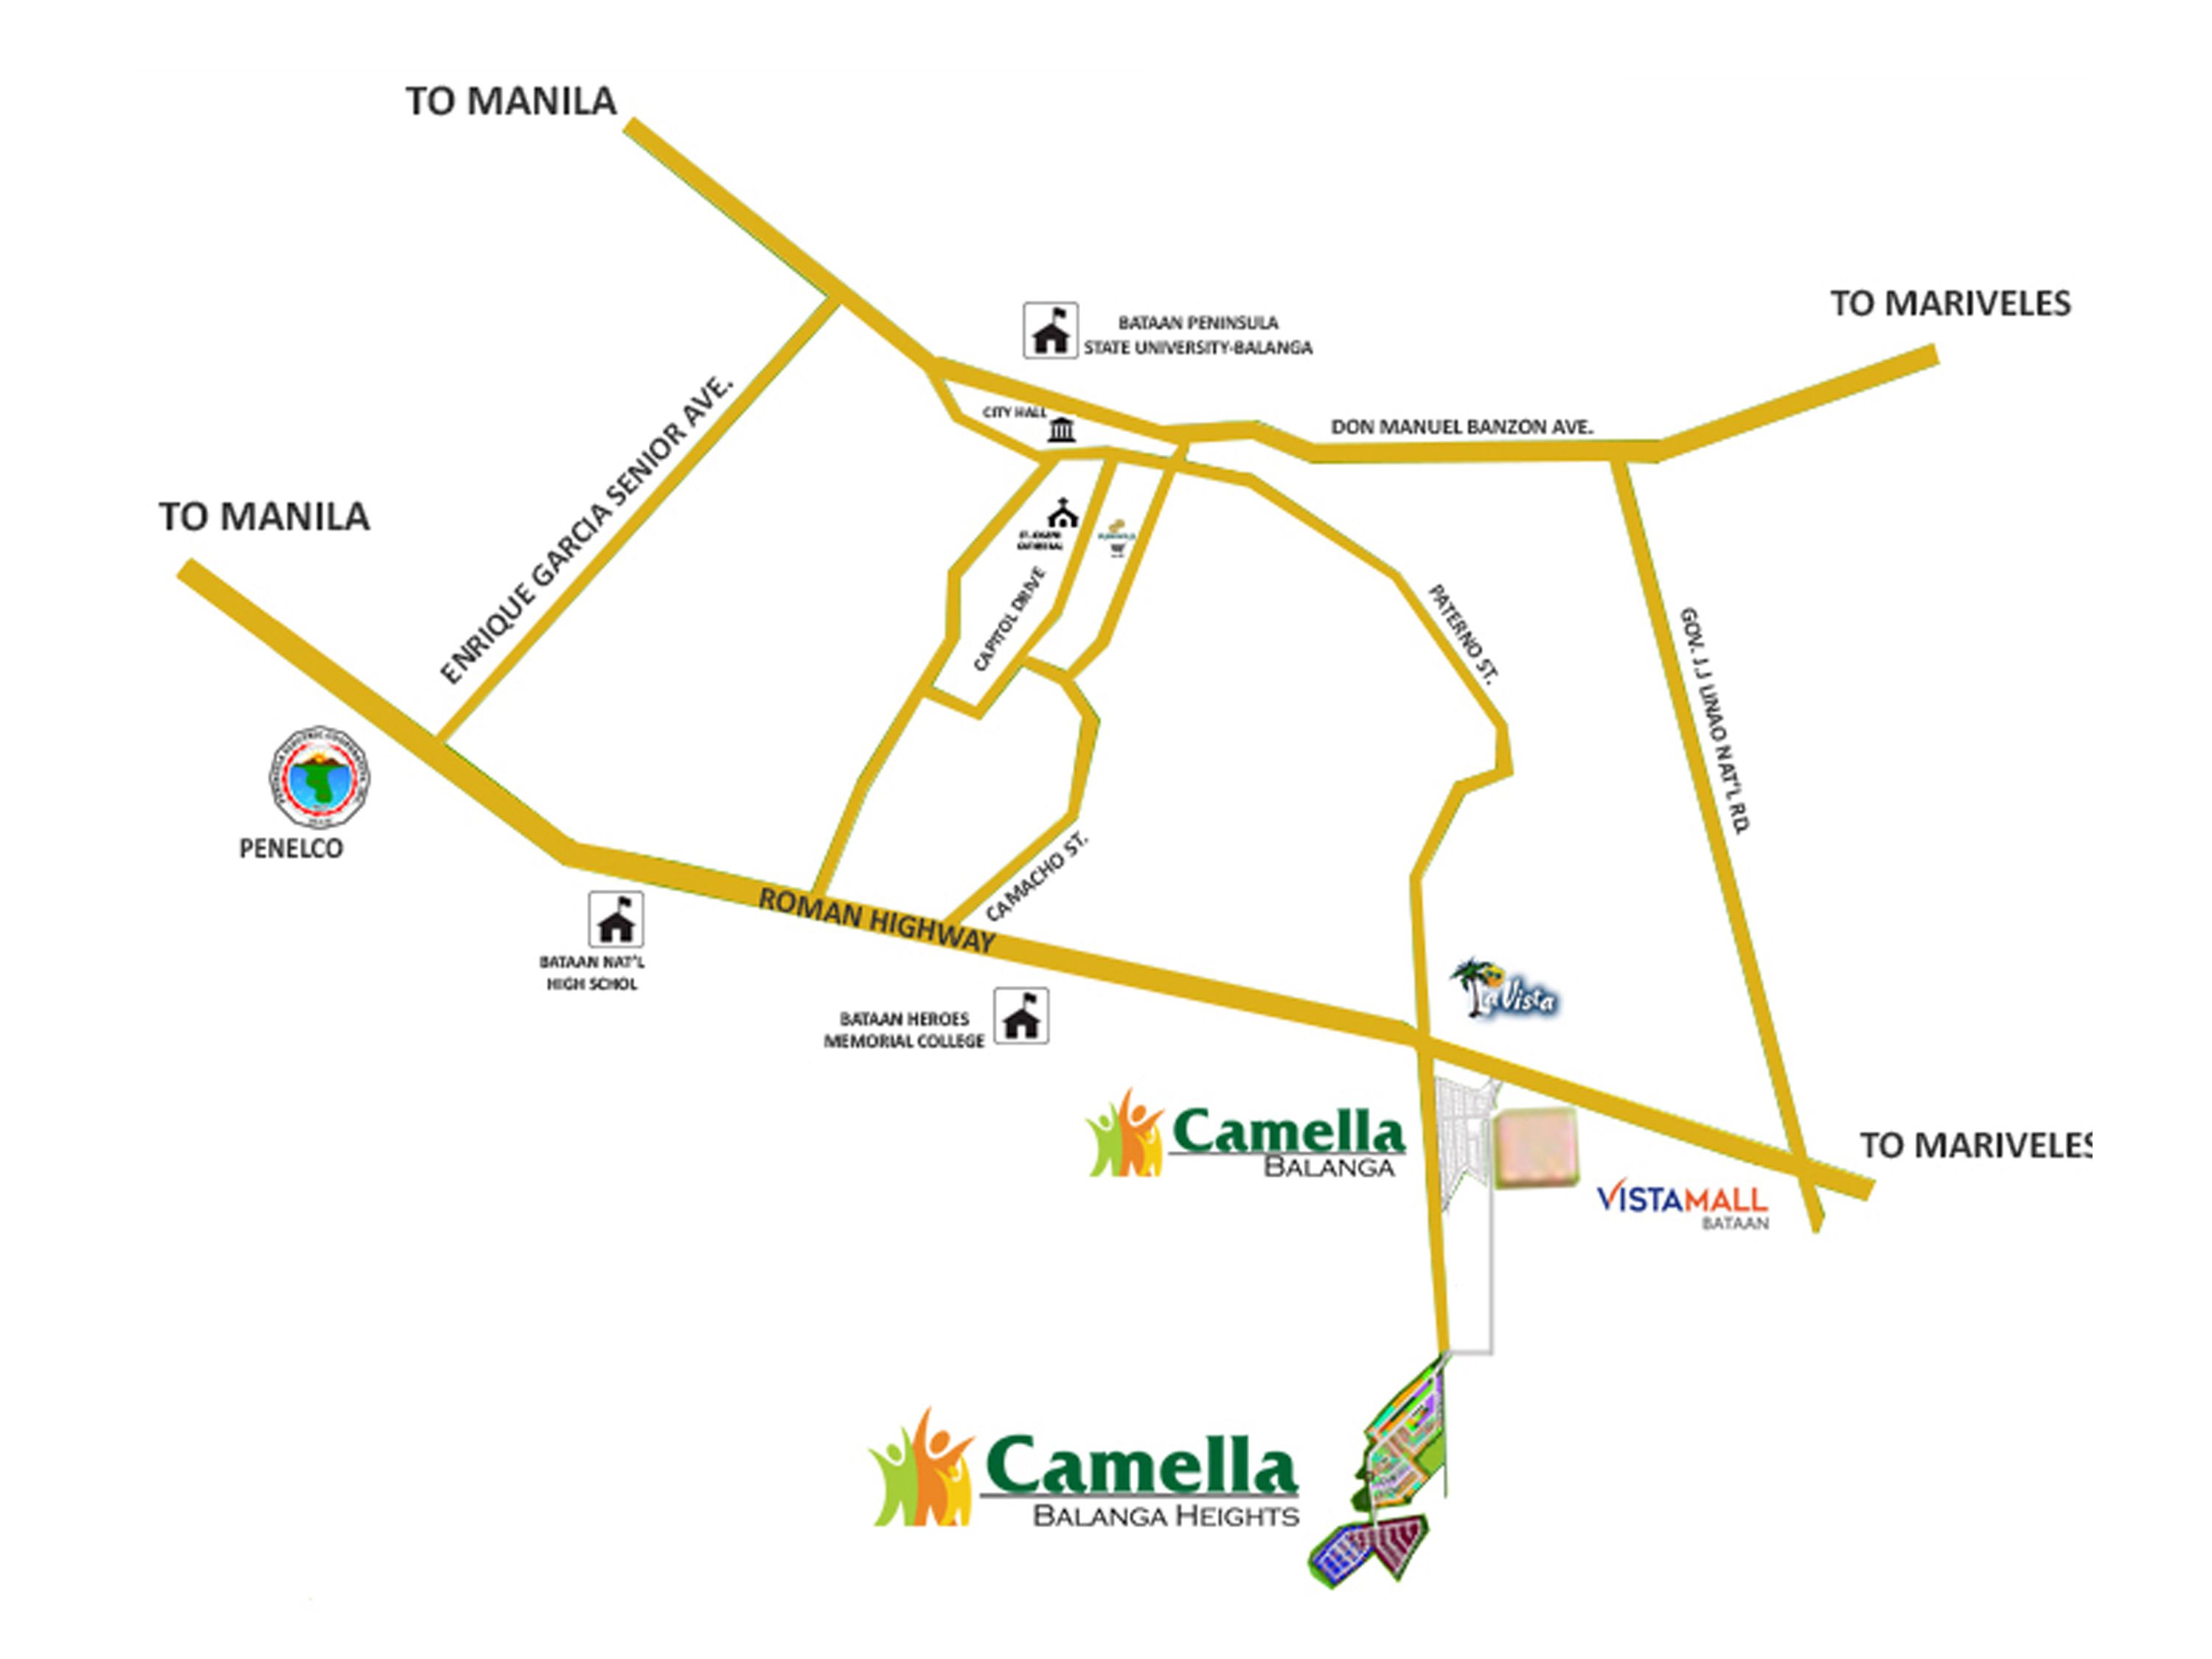 TO MANILA
TO MARIVELES
BATAAN PENINSULA
STATE UNIVERSITY-BALANGA
CITY HALL
DON MANUEL BANZON AVE.
ENRIQUE GARCIA SENIOR AVE.
TO MANILA
ST. JOSEPH
CATHEDRAL
CAPITOL DRIVE
PATERNO ST.
GOV. J.J LINAO NAT'L RD.
PENELCO
ROMAN HIGHWAY
CAMACHO ST.
BATAAN NAT'L
HIGH SCHOL
La Vista
BATAAN HEROES
MEMORIAL COLLEGE
Camella
BALANGA
TO MARIVELES
VISTAMALL
BATAAN
Camella
BALANGA HEIGHTS